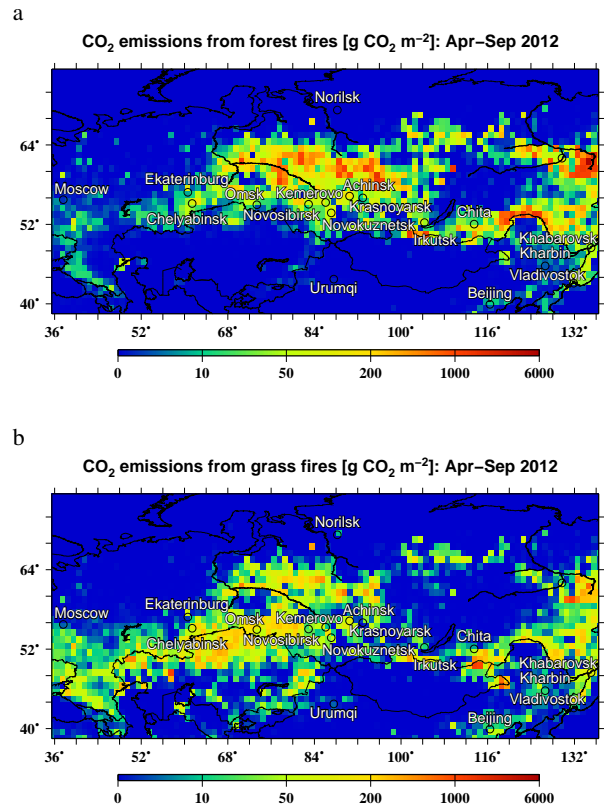 a
CO₂ emissions from forest fires [g CO₂ m⁻²]: Apr−Sep 2012
Norilsk
64˚
Moscow
Ekaterinburg
Omsk
Kemerovo
Achinsk
Chelyabinsk
Novosibirsk
Krasnoyarsk
Chita
52˚
Novokuznetsk
Irkutsk
Khabarovsk
Kharbin
Vladivostok
Urumqi
Beijing
40˚
36˚ 52˚ 68˚ 84˚ 100˚ 116˚ 132˚
0 10 50 200 1000 6000
b
CO₂ emissions from grass fires [g CO₂ m⁻²]: Apr−Sep 2012
Norilsk
64˚
Moscow
Ekaterinburg
Omsk
Kemerovo
Achinsk
Chelyabinsk
Novosibirsk
Krasnoyarsk
Chita
52˚
Novokuznetsk
Irkutsk
Khabarovsk
Kharbin
Vladivostok
Urumqi
Beijing
40˚
36˚ 52˚ 68˚ 84˚ 100˚ 116˚ 132˚
0 10 50 200 1000 6000